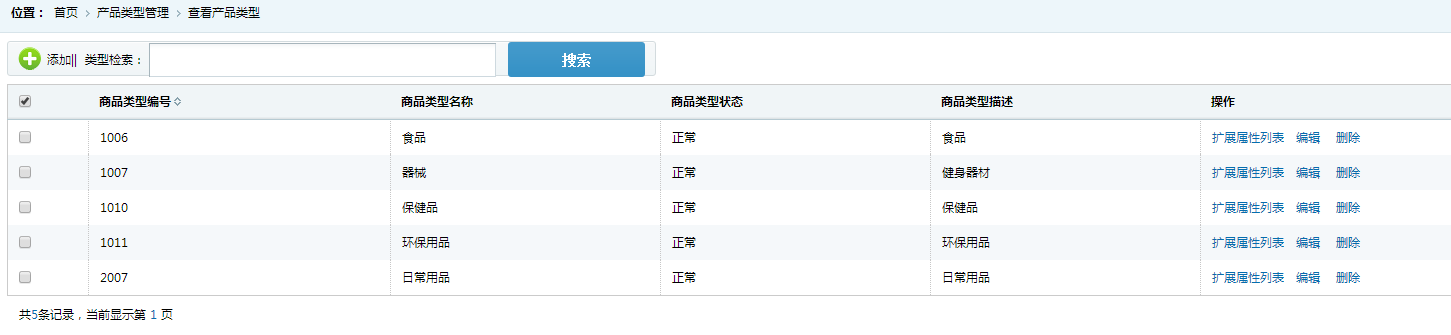 位置： 首页 > 产品类型管理 > 查看产品类型
添加|| 类型检索： 搜索
商品类型编号 商品类型名称 商品类型状态 商品类型描述 操作
1006 食品 正常 食品 扩展属性列表 编辑 删除
1007 器械 正常 健身器材 扩展属性列表 编辑 删除
1010 保健品 正常 保健品 扩展属性列表 编辑 删除
1011 环保用品 正常 环保用品 扩展属性列表 编辑 删除
2007 日常用品 正常 日常用品 扩展属性列表 编辑 删除
共5条记录，当前显示第 1 页